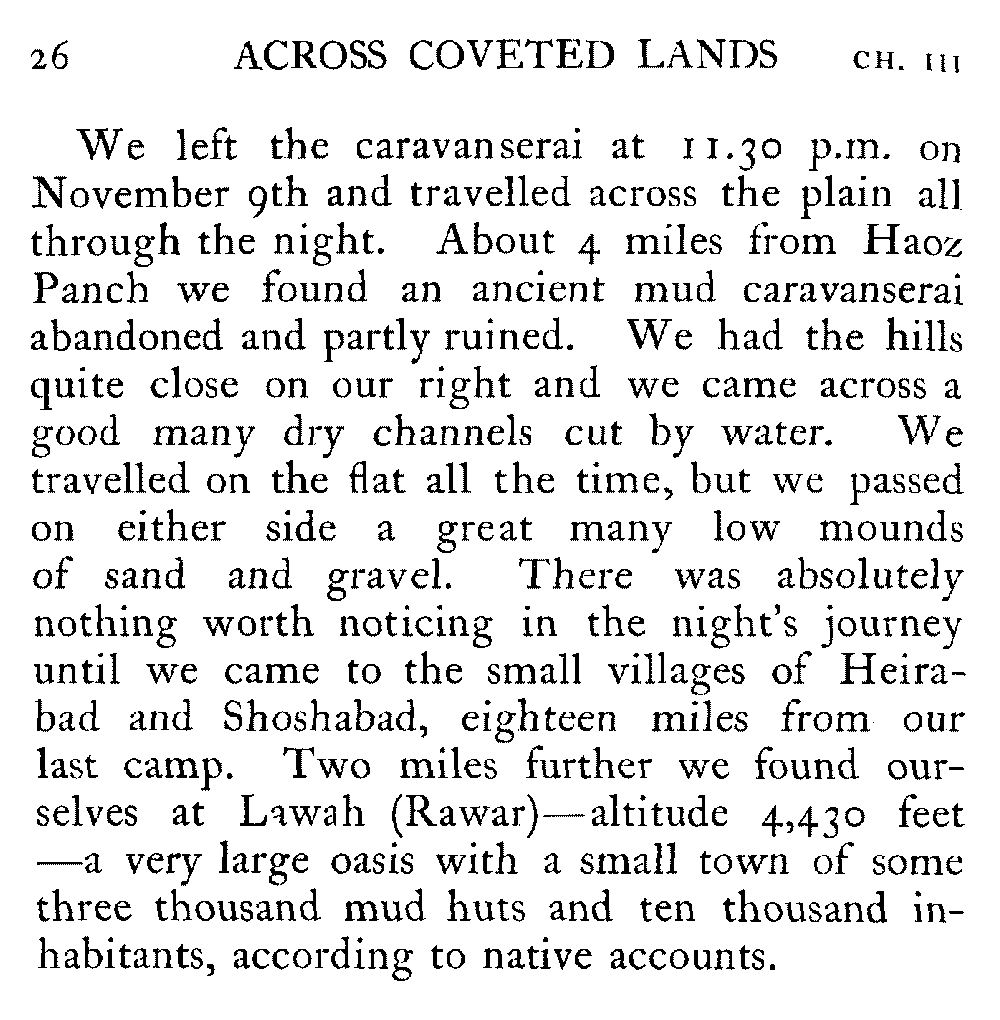 26 ACROSS COVETED LANDS CH. III
We left the caravanserai at 11.30 p.m. on
November 9th and travelled across the plain all
through the night. About 4 miles from Haoz
Panch we found an ancient mud caravanserai
abandoned and partly ruined. We had the hills
quite close on our right and we came across a
good many dry channels cut by water. We
travelled on the flat all the time, but we passed
on either side a great many low mounds
of sand and gravel. There was absolutely
nothing worth noticing in the night's journey
until we came to the small villages of Heira-
bad and Shoshabad, eighteen miles from our
last camp. Two miles further we found our-
selves at Lawah (Rawar)—altitude 4,430 feet
—a very large oasis with a small town of some
three thousand mud huts and ten thousand in-
habitants, according to native accounts.